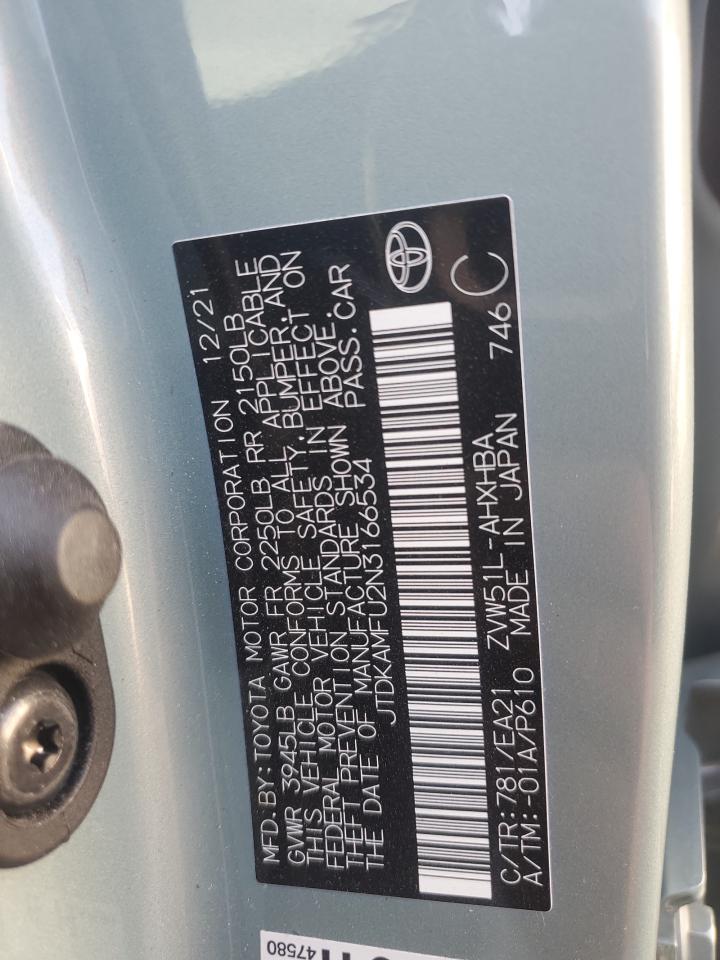 MFD.BY:TOYOTA MOTOR CORPORATION 12/21
GVWR 3945LB GAWR FR 2250LB RR 2150LB
THIS VEHICLE CONFORMS TO ALL APPLICABLE
FEDERAL MOTOR VEHICLE SAFETY,BUMPER,AND
THEFT PREVENTION STANDARDS IN EFFECT ON
THE DATE OF MANUFACTURE SHOWN ABOVE.
JTDKAMFU2N3166534 PASS.CAR
C/TR:781/EA21 ZVW51L-AHXHBA 746 C
A/TM:-01A/P610 MADE IN JAPAN
47580